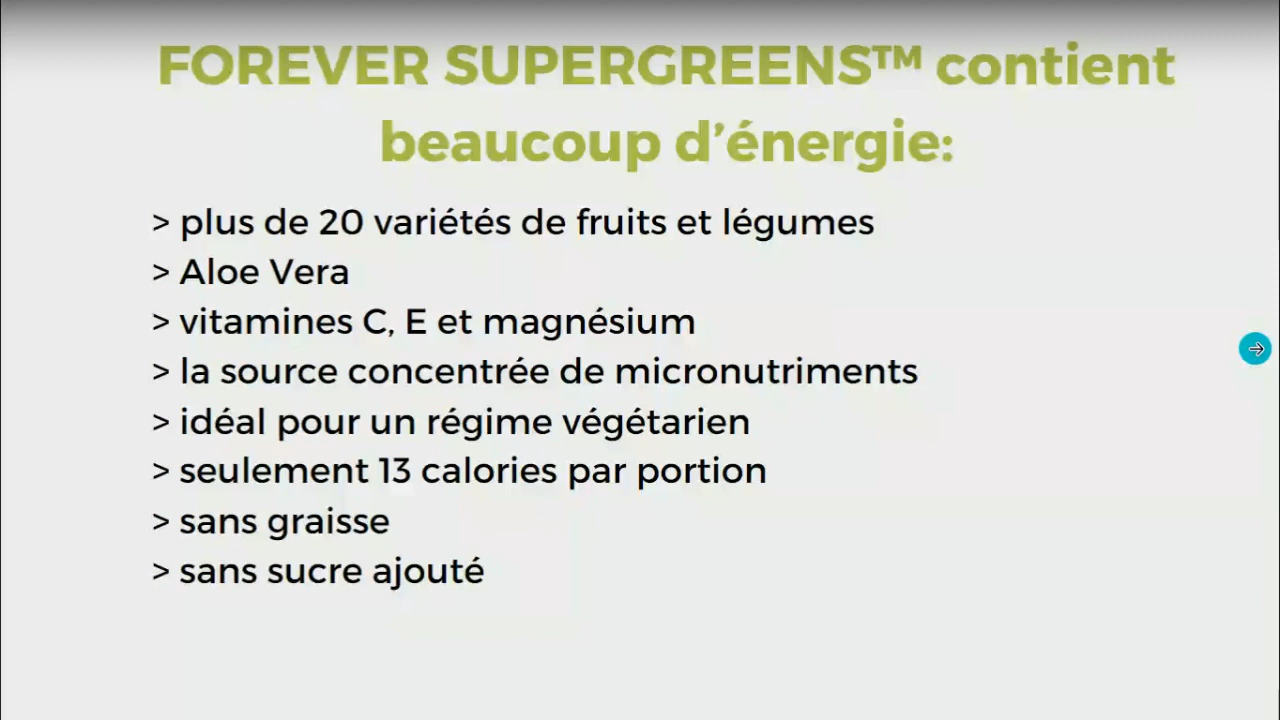 FOREVER SUPERGREENS™ contient
beaucoup d’énergie:
> plus de 20 variétés de fruits et légumes
> Aloe Vera
> vitamines C, E et magnésium
> la source concentrée de micronutriments
> idéal pour un régime végétarien
> seulement 13 calories par portion
> sans graisse
> sans sucre ajouté